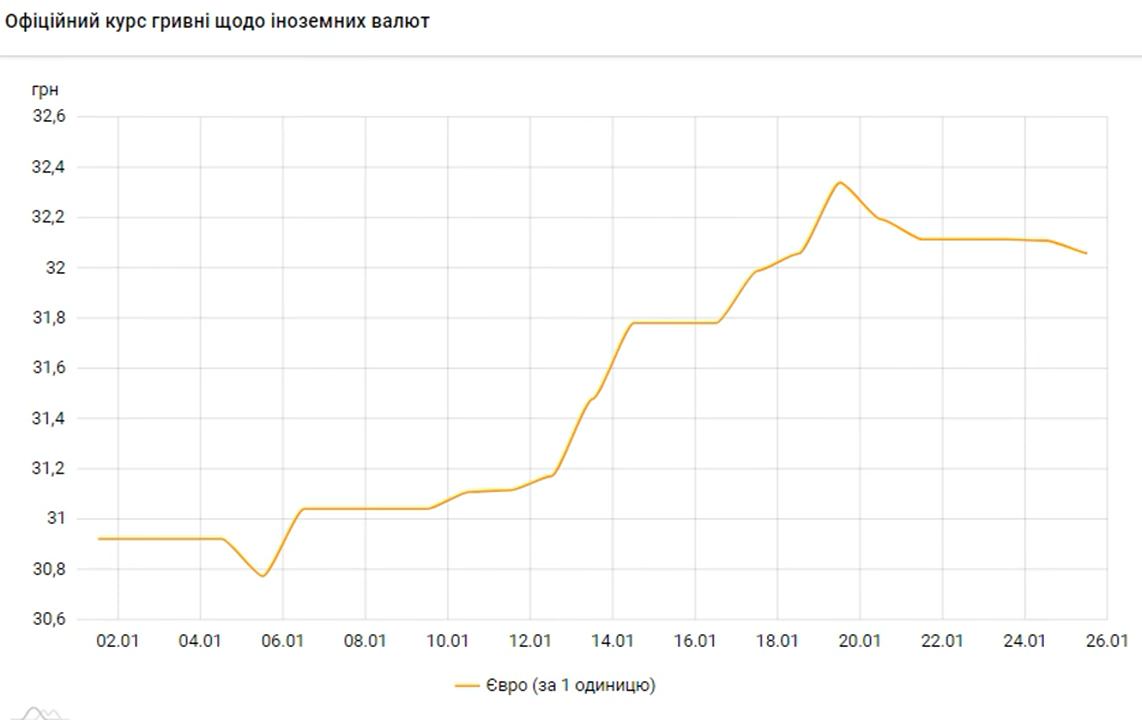 Офіційний курс гривні щодо іноземних валют
грн
32,6
32,4
32,2
32
31,8
31,6
31,4
31,2
31
30,8
30,6
02.01 04.01 06.01 08.01 10.01 12.01 14.01 16.01 18.01 20.01 22.01 24.01 26.01
Євро (за 1 одиницю)